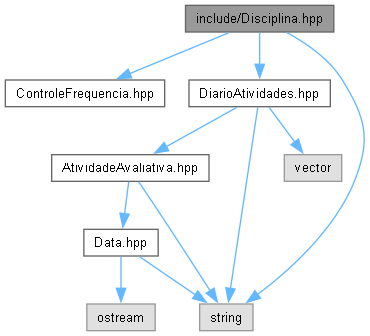 include/Disciplina.hpp
ControleFrequencia.hpp
DiarioAtividades.hpp
AtividadeAvaliativa.hpp
vector
Data.hpp
ostream
string